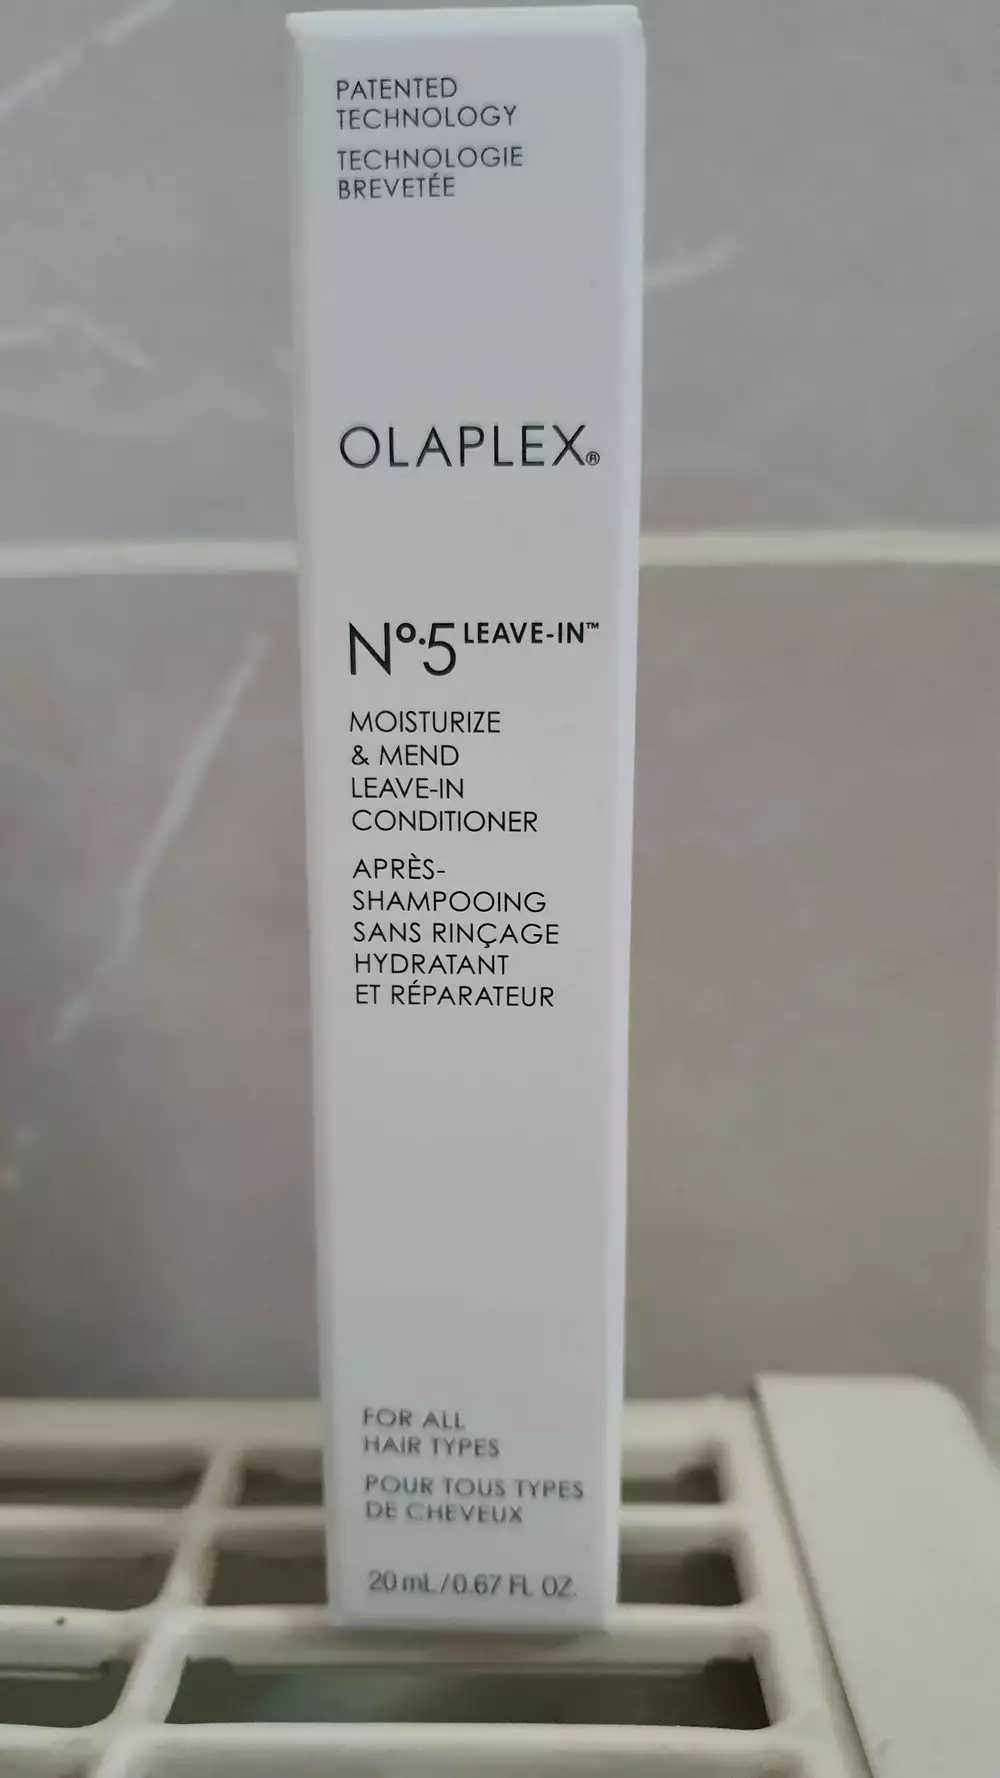 PATENTED
TECHNOLOGY
TECHNOLOGIE
BREVETÉE
OLAPLEX®
Nº.5 LEAVE-IN™
MOISTURIZE
& MEND
LEAVE-IN
CONDITIONER
APRÈS-
SHAMPOOING
SANS RINÇAGE
HYDRATANT
ET RÉPARATEUR
FOR ALL
HAIR TYPES
POUR TOUS TYPES
DE CHEVEUX
20 mL / 0.67 FL OZ.